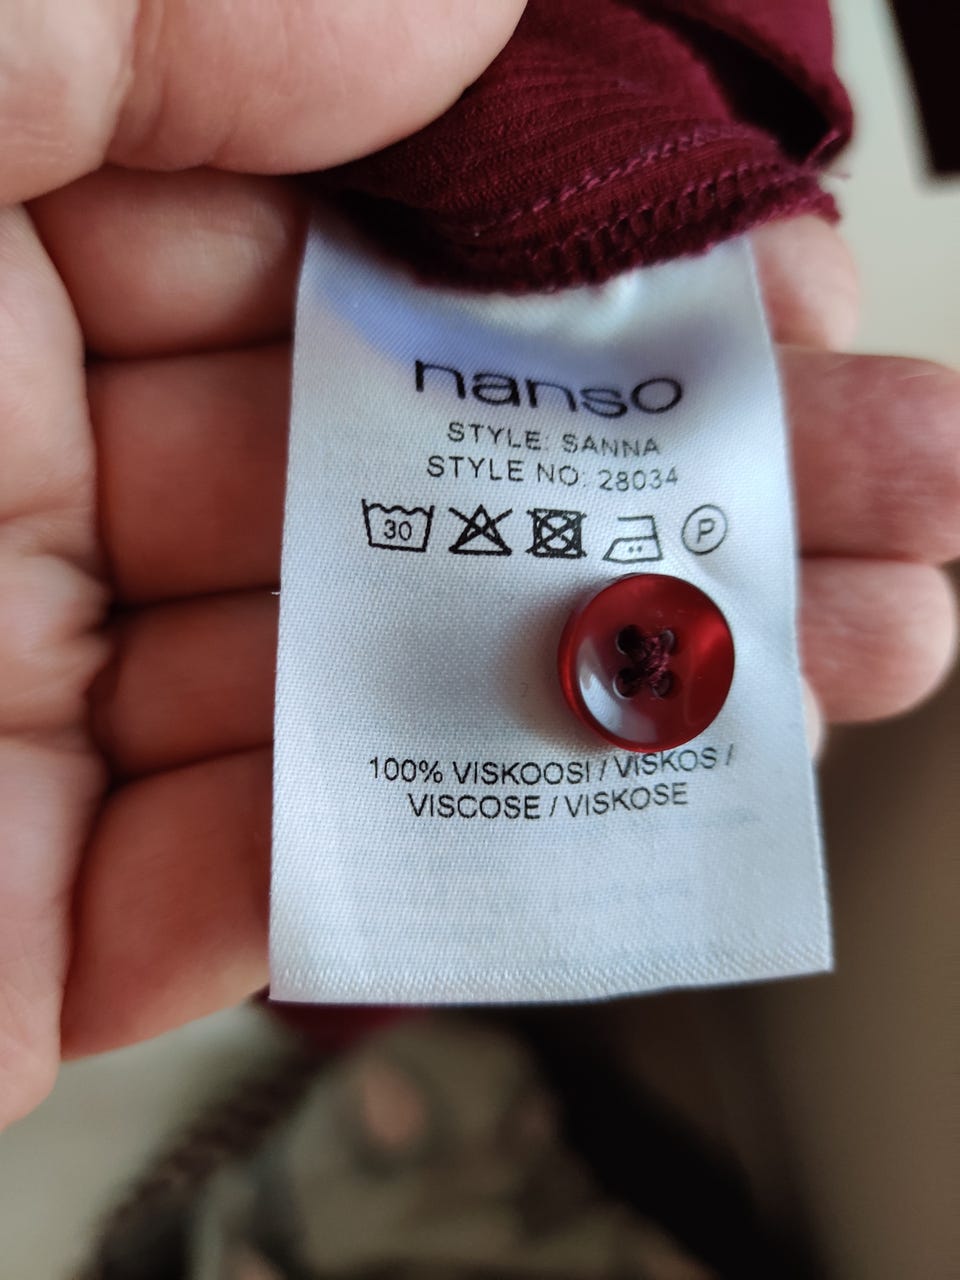 nanso
STYLE: SANNA
STYLE NO: 28034
30 P
100% VISKOOSI / VISKOS /
VISCOSE / VISKOSE